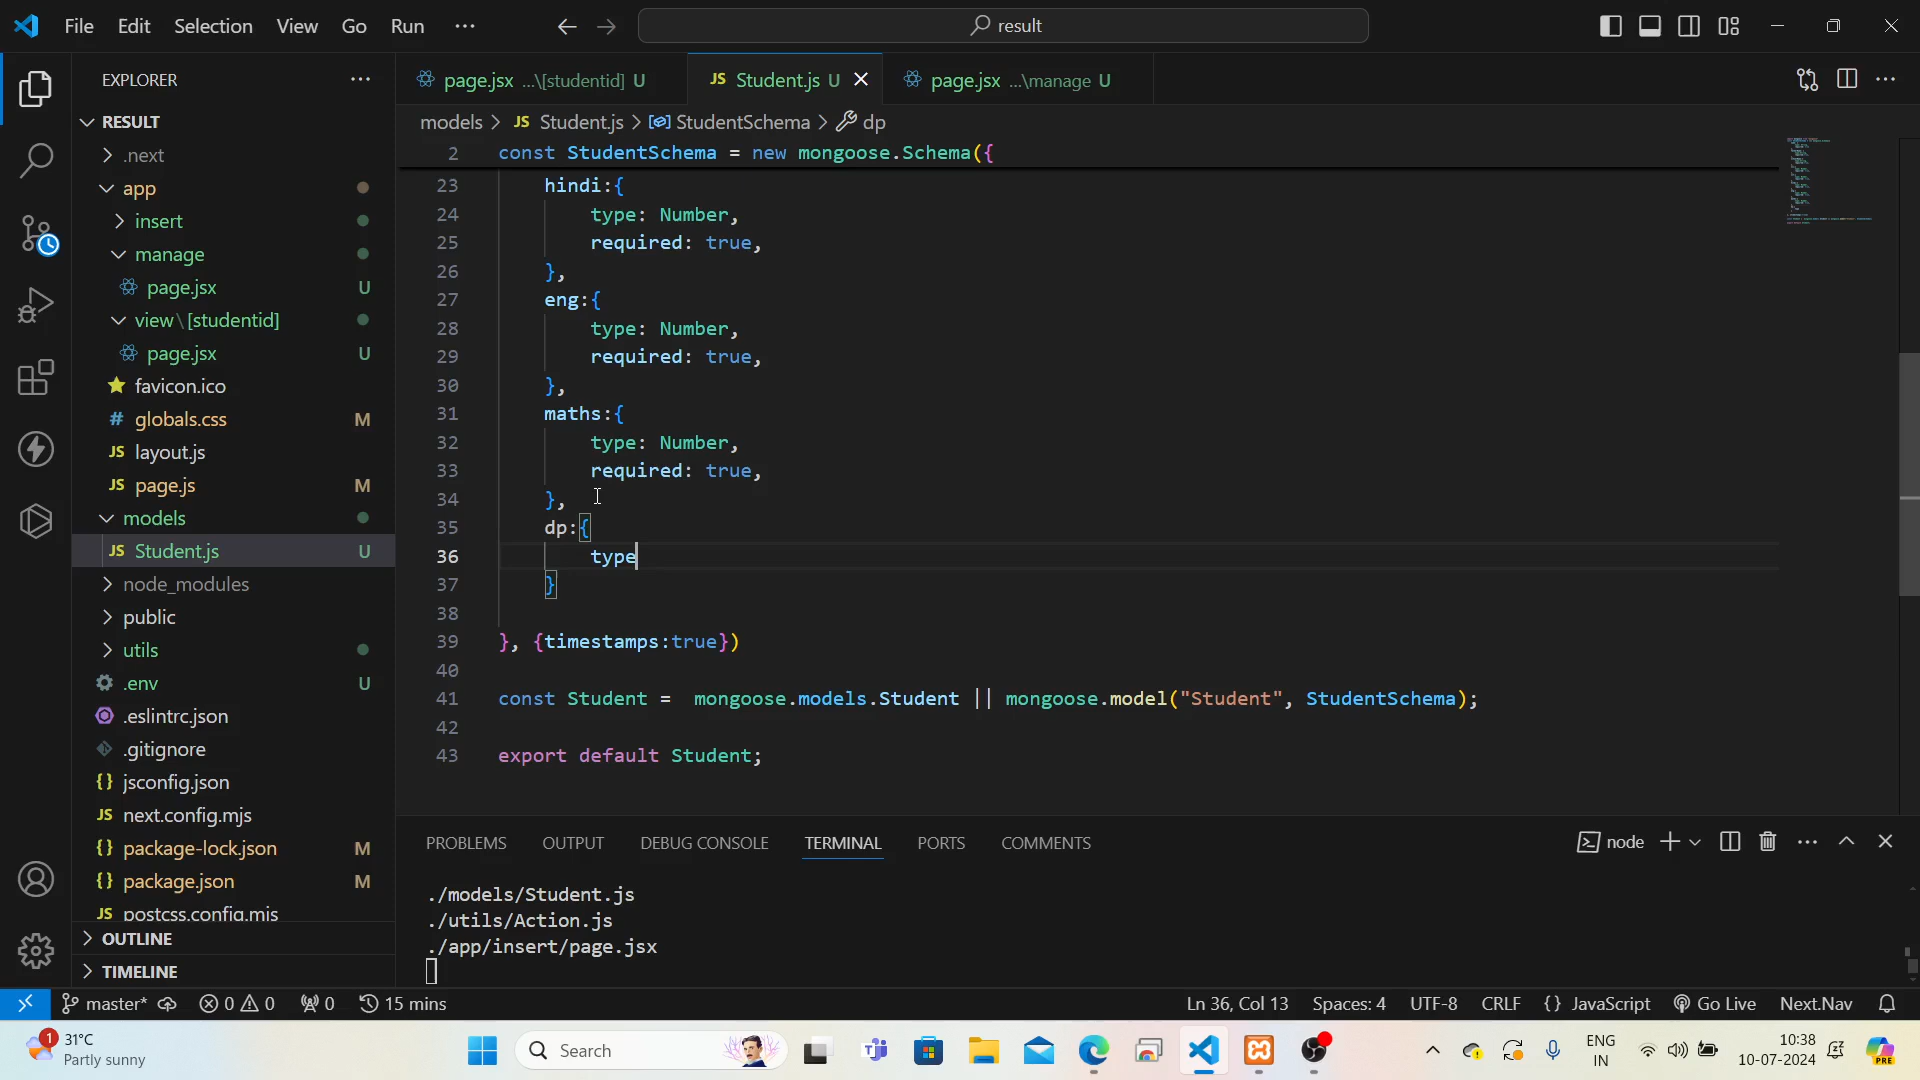 File Edit Selection View Go Run ··· result
EXPLORER ···
RESULT
.next
app
insert
manage
page.jsx U
view\[studentid]
page.jsx U
favicon.ico
# globals.css M
JS layout.js
JS page.js M
models
JS Student.js U
node_modules
public
utils
.env U
.eslintrc.json
.gitignore
{} jsconfig.json
JS next.config.mjs
{} package-lock.json M
{} package.json M
JS postcss.config.mjs
OUTLINE
TIMELINE
page.jsx ...\[studentid] U JS Student.js U page.jsx ...\manage U
models > JS Student.js > StudentSchema > dp
2 const StudentSchema = new mongoose.Schema({
23 hindi:{
24 type: Number,
25 required: true,
26 },
27 eng:{
28 type: Number,
29 required: true,
30 },
31 maths:{
32 type: Number,
33 required: true,
34 },
35 dp:{
36 type
37 }
38
39 }, {timestamps:true})
40
41 const Student =  mongoose.models.Student || mongoose.model("Student", StudentSchema);
42
43 export default Student;
PROBLEMS OUTPUT DEBUG CONSOLE TERMINAL PORTS COMMENTS node
./models/Student.js
./utils/Action.js
./app/insert/page.jsx
master* 0 0 0 15 mins Ln 36, Col 13 Spaces: 4 UTF-8 CRLF {} JavaScript Go Live Next.Nav
1 31°C
Partly sunny
Search
ENG
IN
10:38
10-07-2024
PRE